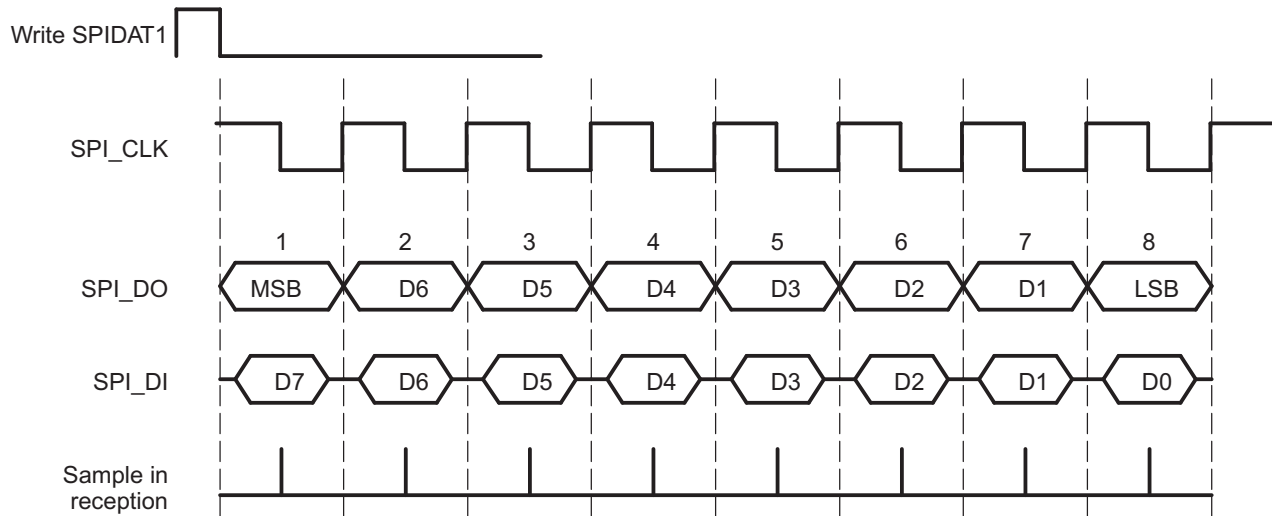 Write SPIDAT1
SPI_CLK
1 2 3 4 5 6 7 8
SPI_DO MSB D6 D5 D4 D3 D2 D1 LSB
SPI_DI D7 D6 D5 D4 D3 D2 D1 D0
Sample in
reception